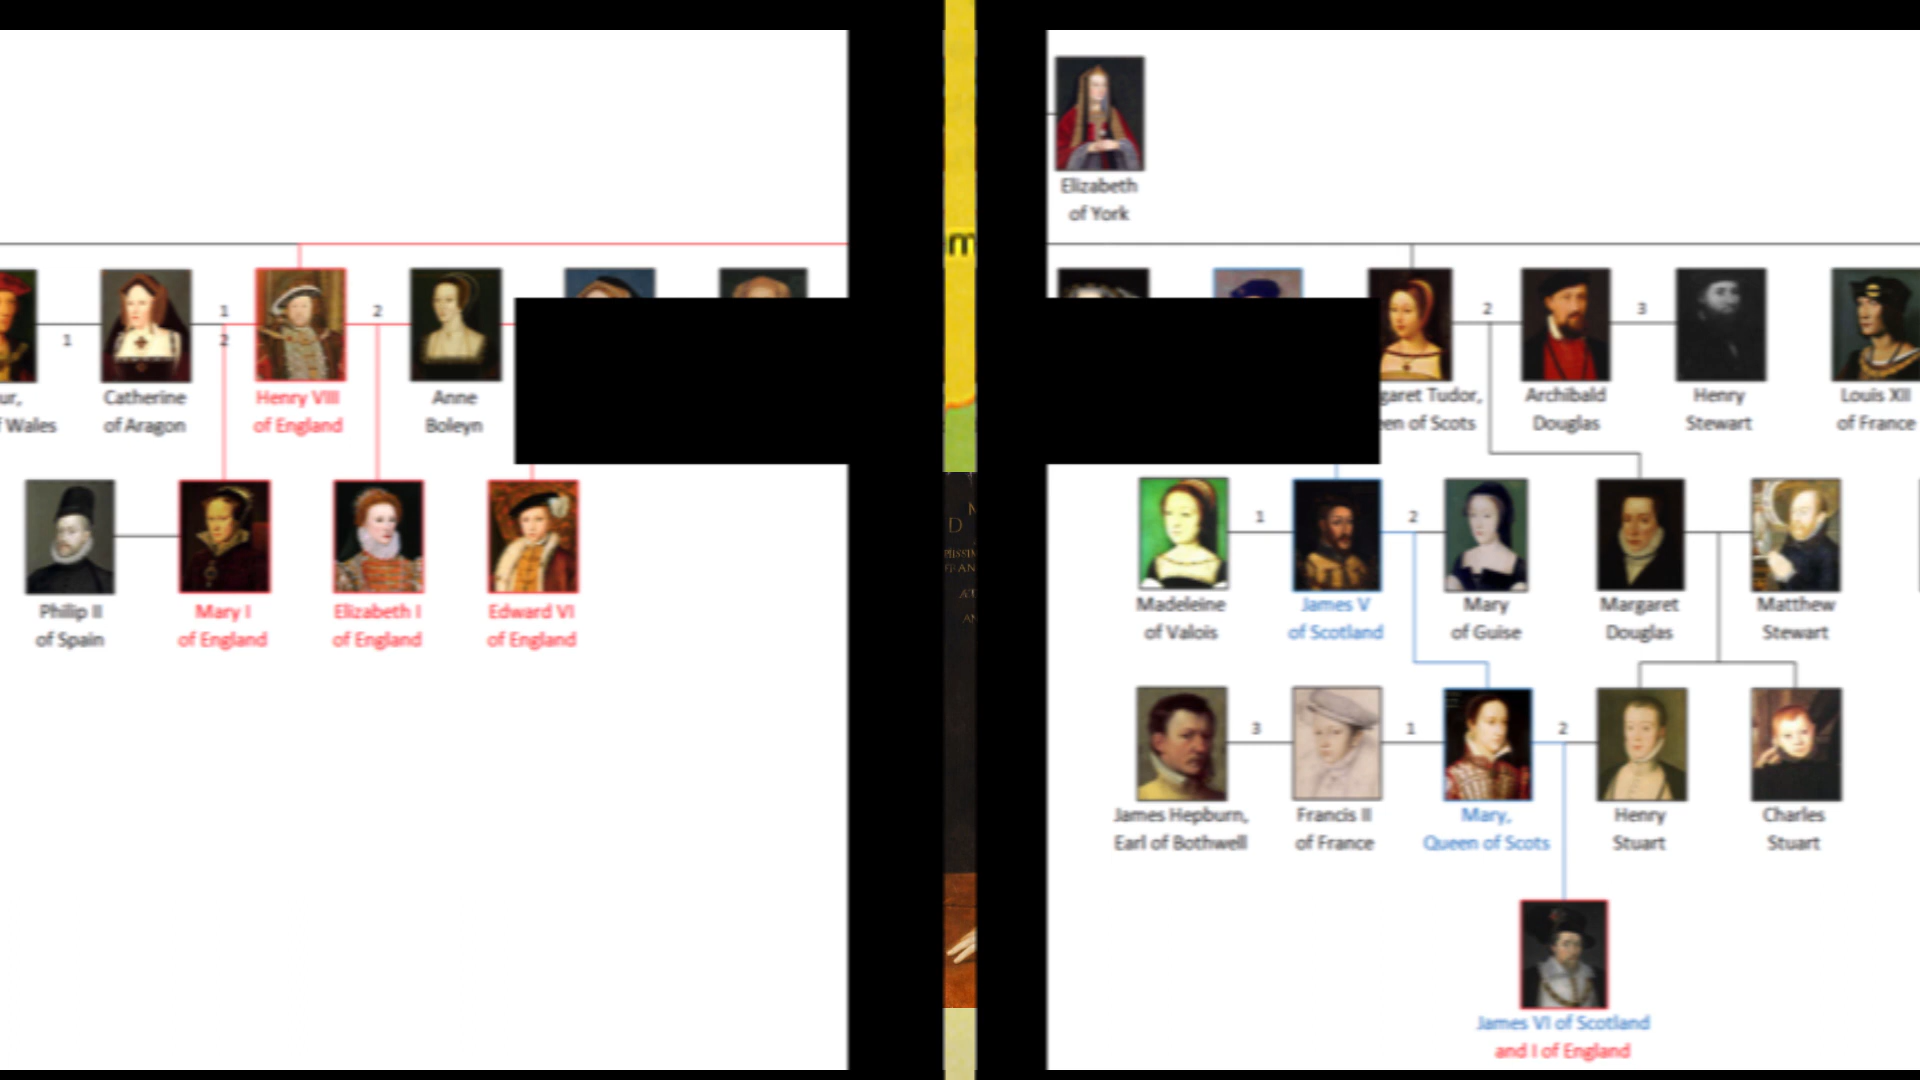 Elizabeth
of York
1
2
1
2
ur,
f Wales
Catherine
of Aragon
Henry VIII
of England
Anne
Boleyn
Philip II
of Spain
Mary I
of England
Elizabeth I
of England
Edward VI
of England
m
D
2
3
garet Tudor,
en of Scots
Archibald
Douglas
Henry
Stewart
Louis XII
of France
1
2
Madeleine
of Valois
James V
of Scotland
Mary
of Guise
Margaret
Douglas
Matthew
Stewart
3
1
2
James Hepburn,
Earl of Bothwell
Francis II
of France
Mary,
Queen of Scots
Henry
Stuart
Charles
Stuart
James VI of Scotland
and I of England